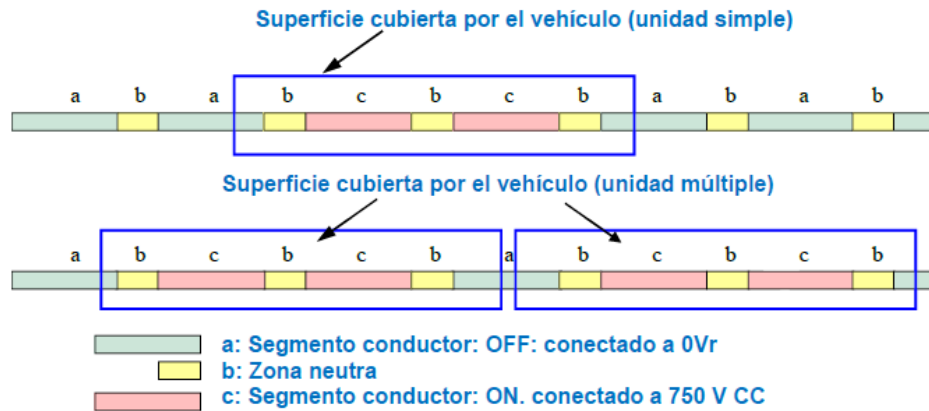 Superficie cubierta por el vehículo (unidad simple)
a b a b c b c b a b a b
Superficie cubierta por el vehículo (unidad múltiple)
a b c b c b a b c b c b
a: Segmento conductor: OFF: conectado a 0Vr
b: Zona neutra
c: Segmento conductor: ON. conectado a 750 V CC